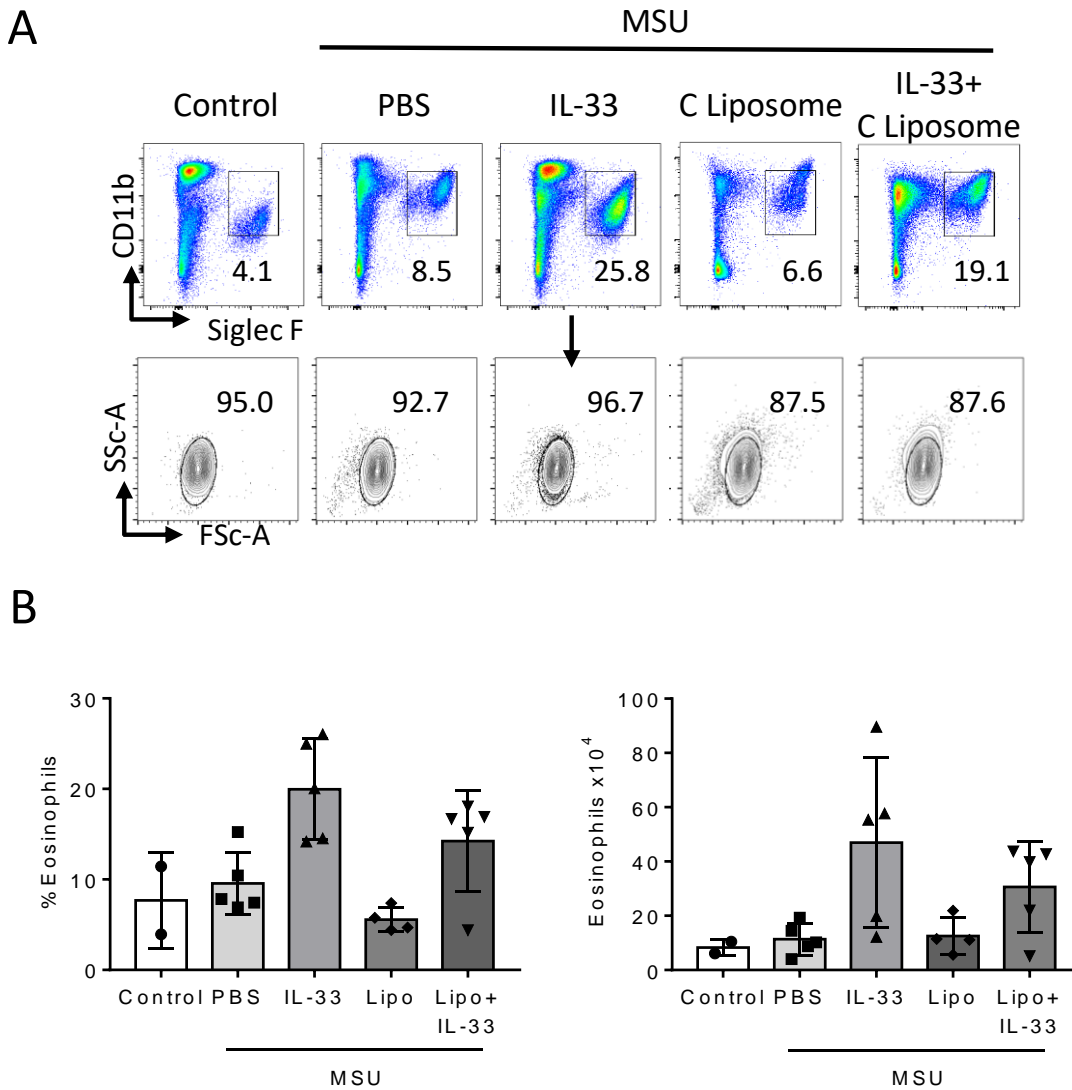 A
MSU
Control PBS IL-33 C Liposome IL-33+
C Liposome
CD11b
4.1 8.5 25.8 6.6 19.1
Siglec F
95.0 92.7 96.7 87.5 87.6
SSc-A
FSc-A
B
30
20
10
0
%Eosinophils
Control PBS IL-33 Lipo Lipo+
IL-33
MSU
100
80
60
40
20
0
Eosinophils x10⁴
Control PBS IL-33 Lipo Lipo+
IL-33
MSU